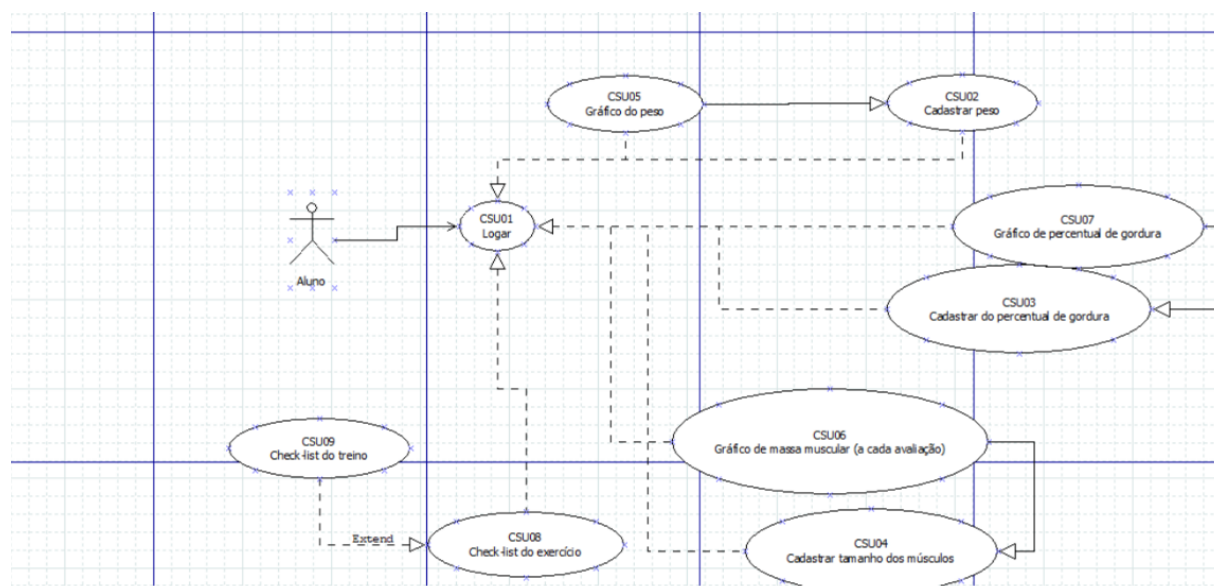 CSU05
Gráfico do peso
CSU02
Cadastrar peso
CSU01
Logar
CSU07
Gráfico de percentual de gordura
Aluno
CSU03
Cadastrar do percentual de gordura
CSU09
Check-list do treino
CSU06
Gráfico de massa muscular (a cada avaliação)
Extend
CSU08
Check-list do exercício
CSU04
Cadastrar tamanho dos músculos